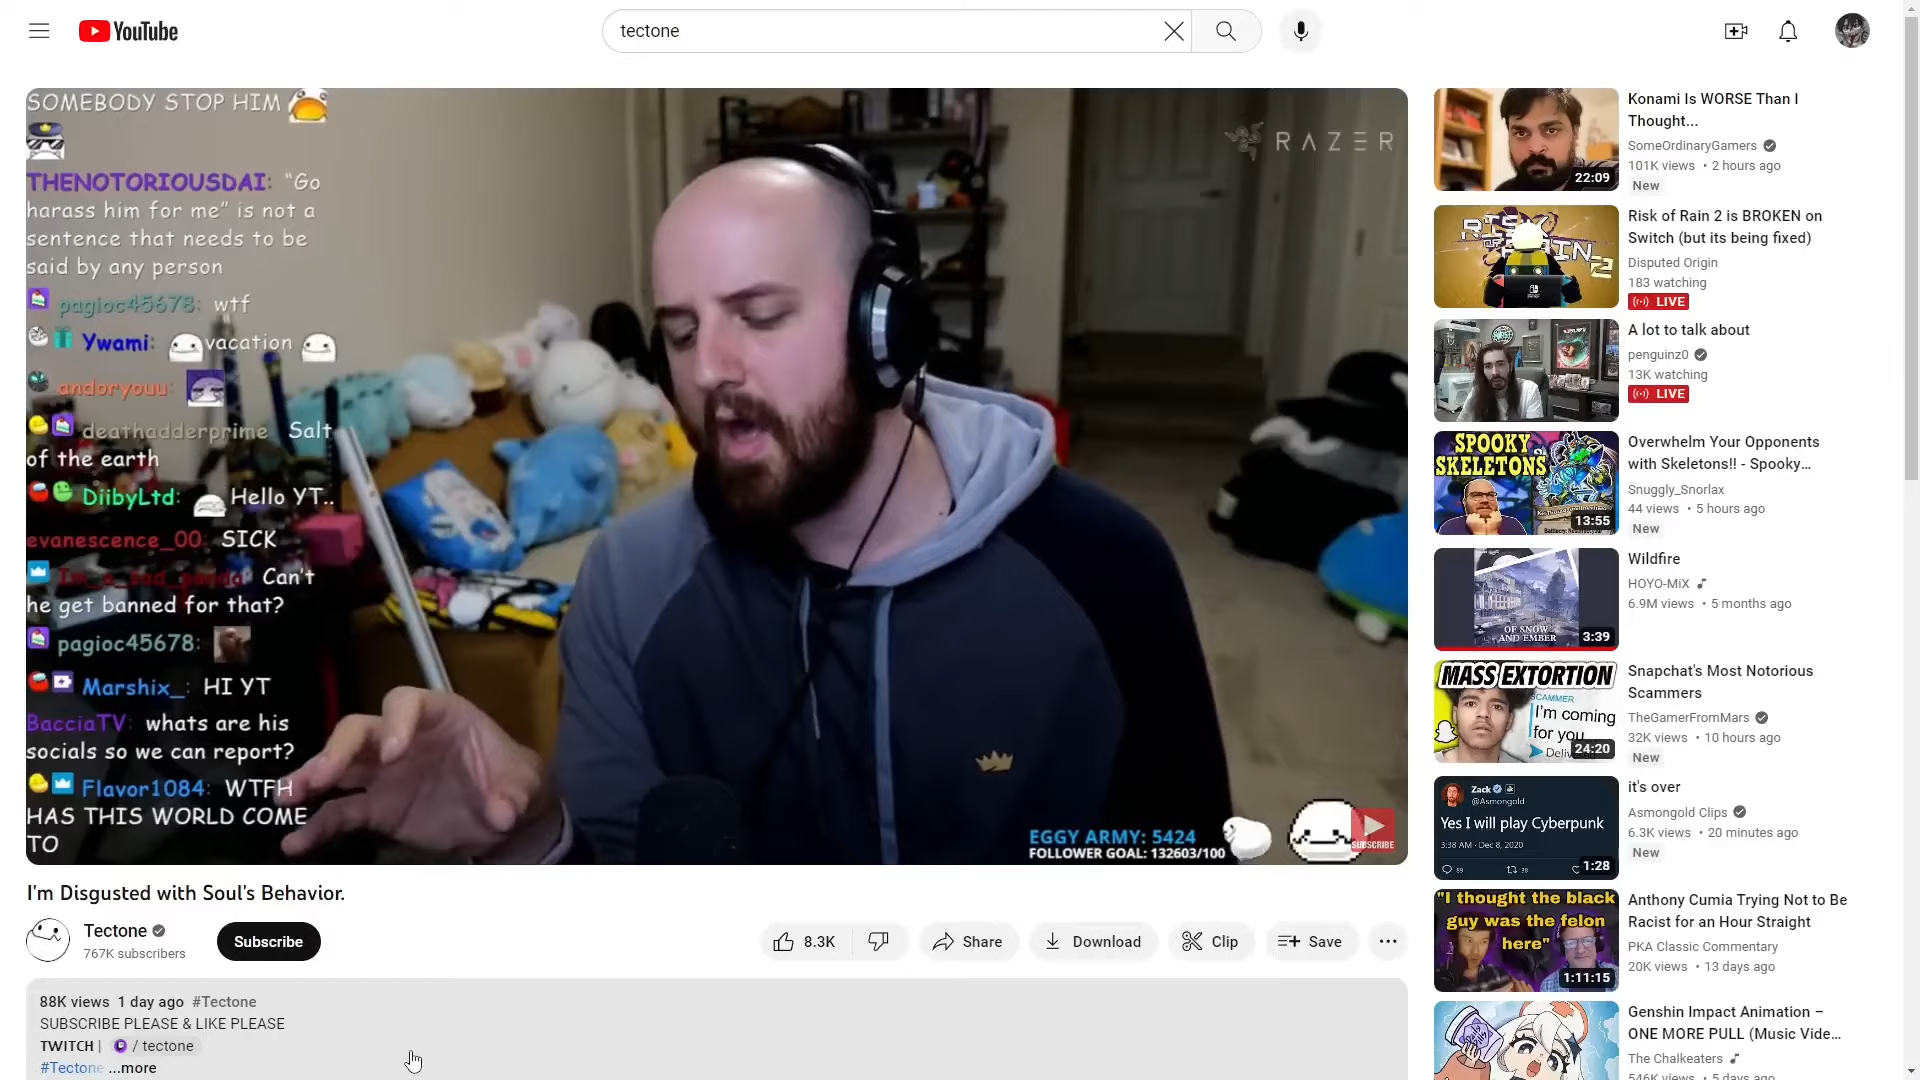 YouTube
tectone
SOMEBODY STOP HIM
THENOTORIOUSDAI: "Go
harass him for me" is not a
sentence that needs to be
said by any person
pagioc45678: wtf
Ywami: vacation
andoryouu:
deathadderprime Salt
of the earth
DiibyLtd: Hello YT..
evanescence_00: SICK
Im_a_sad_panda: Can't
he get banned for that?
pagioc45678:
Marshix_: HI YT
BacciaTV: whats are his
socials so we can report?
Flavor1084: WTFH
HAS THIS WORLD COME
TO
RAZER
EGGY ARMY: 5424
FOLLOWER GOAL: 132603/100
SUBSCRIBE
I'm Disgusted with Soul's Behavior.
Tectone
767K subscribers
Subscribe
8.3K
Share
Download
Clip
Save
88K views 1 day ago #Tectone
SUBSCRIBE PLEASE & LIKE PLEASE
TWITCH | / tectone
#Tectone ...more
22:09
Konami Is WORSE Than I
Thought...
SomeOrdinaryGamers
101K views • 2 hours ago
New
RISK OF RAIN 2
Risk of Rain 2 is BROKEN on
Switch (but its being fixed)
Disputed Origin
183 watching
LIVE
A lot to talk about
penguinz0
13K watching
LIVE
SPOOKY
SKELETONS
13:55
Overwhelm Your Opponents
with Skeletons!! - Spooky...
Snuggly_Snorlax
44 views • 5 hours ago
New
OF SNOW
AND EMBER
3:39
Wildfire
HOYO-MiX
6.9M views • 5 months ago
MASS EXTORTION
SCAMMER
I'm coming
for you
24:20
Snapchat's Most Notorious
Scammers
TheGamerFromMars
32K views • 10 hours ago
New
Zack
@Asmongold
Yes I will play Cyberpunk
3:38 AM · Dec 8, 2020
1:28
it's over
Asmongold Clips
6.3K views • 20 minutes ago
New
"I thought the black
guy was the felon
here"
1:11:15
Anthony Cumia Trying Not to Be
Racist for an Hour Straight
PKA Classic Commentary
20K views • 13 days ago
Genshin Impact Animation –
ONE MORE PULL (Music Vide...
The Chalkeaters
546K views • 5 days ago